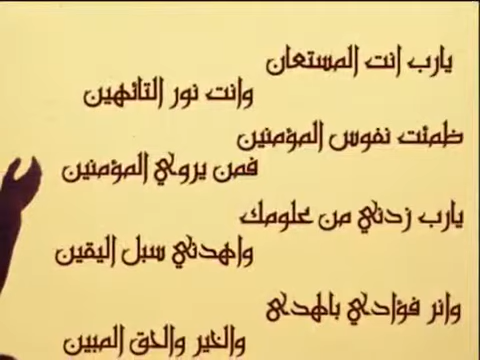 يارب انت المستعان
وانت نور التائهين
ظمئت نفوس المؤمنين
فمن يروي المؤمنين
يارب زدني من علومك
واهدني سبل اليقين
وانر فؤادي بالهدى
والخير والحق المبين